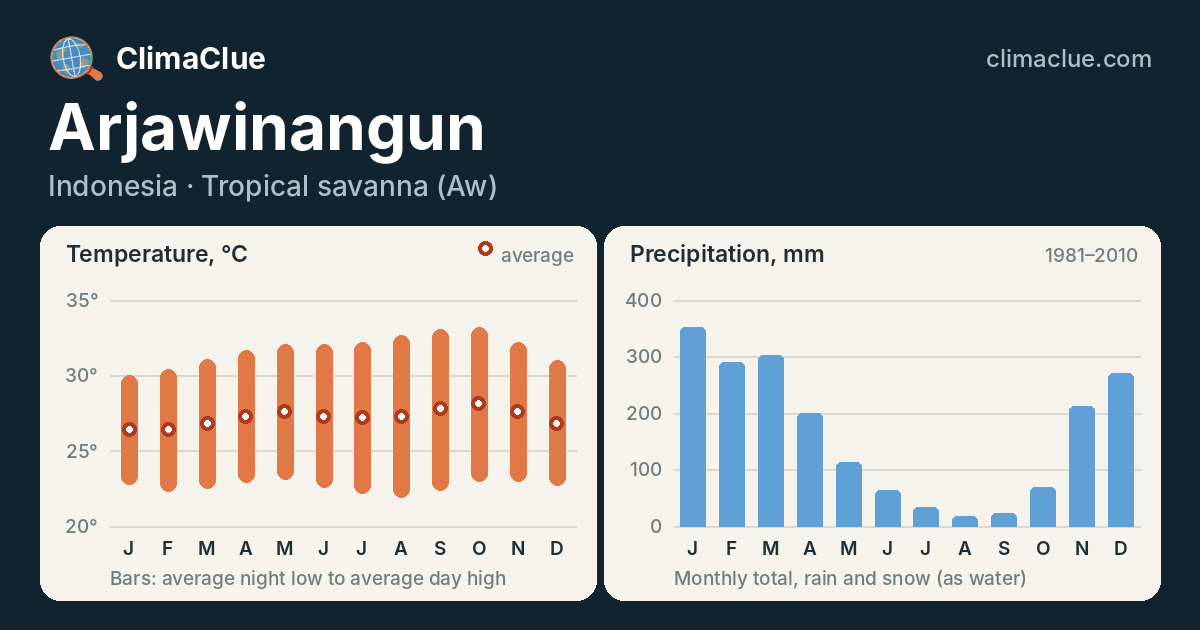 ClimaClue
climaclue.com
Arjawinangun
Indonesia · Tropical savanna (Aw)
Temperature, °C
average
35°
30°
25°
20°
J F M A M J J A S O N D
Bars: average night low to average day high
Precipitation, mm
1981–2010
400
300
200
100
0
J F M A M J J A S O N D
Monthly total, rain and snow (as water)